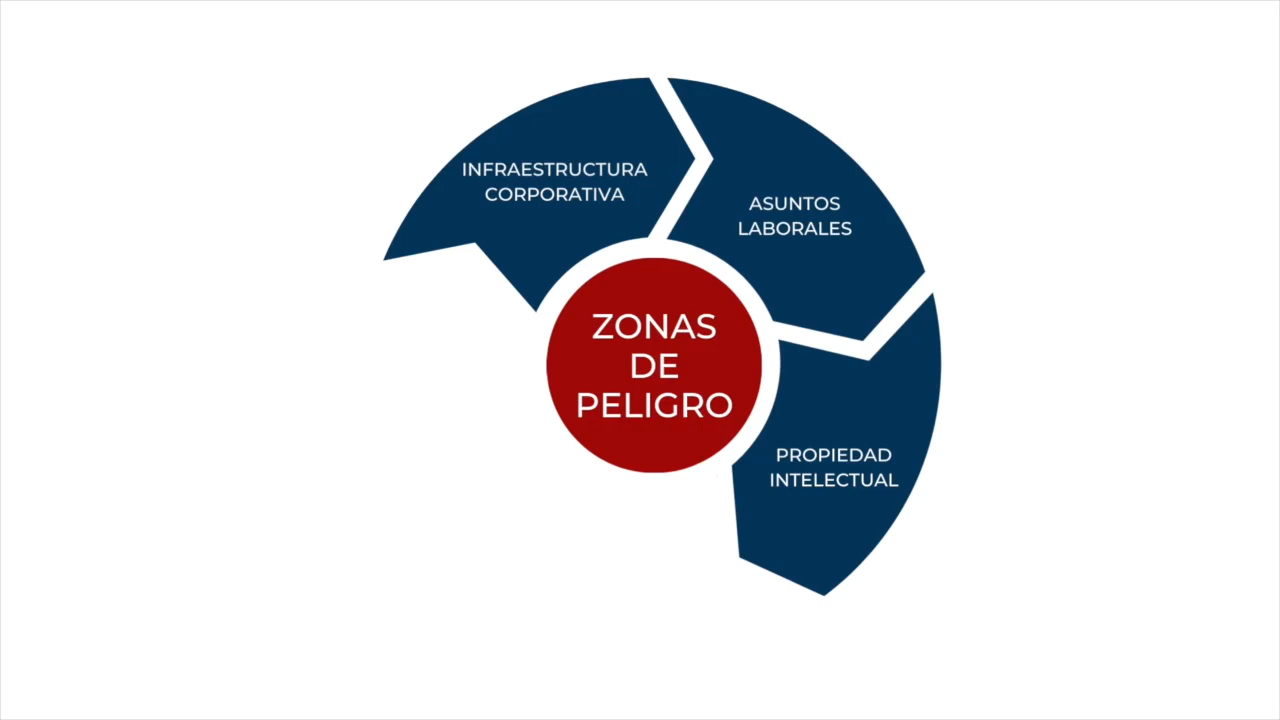 INFRAESTRUCTURA
CORPORATIVA
ASUNTOS
LABORALES
ZONAS
DE
PELIGRO
PROPIEDAD
INTELECTUAL